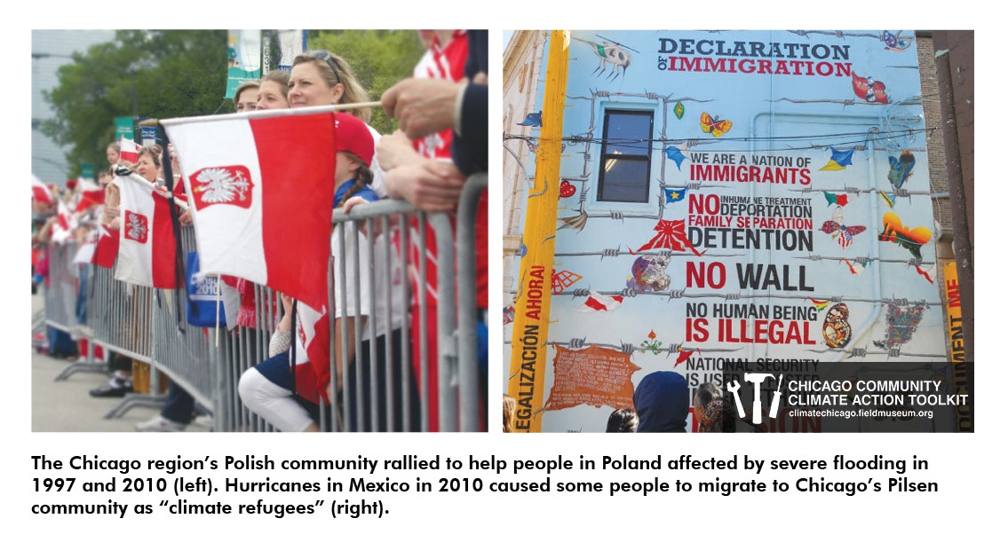 2010
DECLARATION
OF IMMIGRATION
WE ARE A NATION OF
IMMIGRANTS
NO INHUMANE TREATMENT
DEPORTATION
FAMILY SEPARATION
DETENTION
NO WALL
NO HUMAN BEING
IS ILLEGAL
NATIONAL SECURITY
IS USED
LEGALIZACIÓN AHORA!
DOCUMENT ME
CHICAGO COMMUNITY
CLIMATE ACTION TOOLKIT
climatechicago.fieldmuseum.org
The Chicago region’s Polish community rallied to help people in Poland affected by severe flooding in
1997 and 2010 (left). Hurricanes in Mexico in 2010 caused some people to migrate to Chicago’s Pilsen
community as “climate refugees” (right).